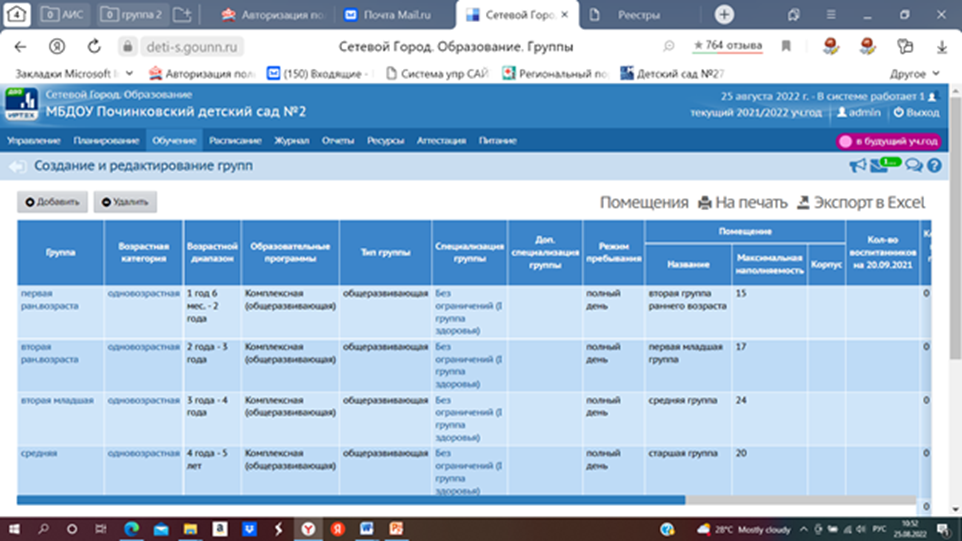 4
0 АИС
0 группа 2
Авторизация по
Почта Mail.ru
Сетевой Горо
Реестры
deti-s.gounn.ru
Сетевой Город. Образование. Группы
★ 764 отзыва
Закладки Microsoft
Авторизация пол
(150) Входящие -
Система упр САЙ
Региональный по
Детский сад №27
Другое
Сетевой Город. Образование
МБДОУ Починковский детский сад №2
25 августа 2022 г. - В системе работает 1
текущий 2021/2022 уч.год
admin
Выход
ИРТЕХ
Управление Планирование Обучение Расписание Журнал Отчеты Ресурсы Аттестация Питание
в будущий уч.год
Создание и редактирование групп
Добавить
Удалить
Помещения
На печать
Экспорт в Excel
Группа
Возрастная категория
Возрастной диапазон
Образовательные программы
Тип группы
Специализация группы
Доп. специализация группы
Режим пребывания
Помещение
Название
Максимальная наполняемость
Корпус
Кол-во воспитанников на 20.09.2021
первая ран.возраста
одновозрастная
1 год 6 мес. - 2 года
Комплексная (общеразвивающая)
общеразвивающая
Без ограничений (I группа здоровья)
полный день
вторая группа раннего возраста
15
0
вторая ран.возраста
одновозрастная
2 года - 3 года
Комплексная (общеразвивающая)
общеразвивающая
Без ограничений (I группа здоровья)
полный день
первая младшая группа
17
0
вторая младшая
одновозрастная
3 года - 4 года
Комплексная (общеразвивающая)
общеразвивающая
Без ограничений (I группа здоровья)
полный день
средняя группа
24
0
средняя
одновозрастная
4 года - 5 лет
Комплексная (общеразвивающая)
общеразвивающая
Без ограничений (I группа здоровья)
полный день
старшая группа
20
0
0
28°C Mostly cloudy
РУС
10:52
25.08.2022